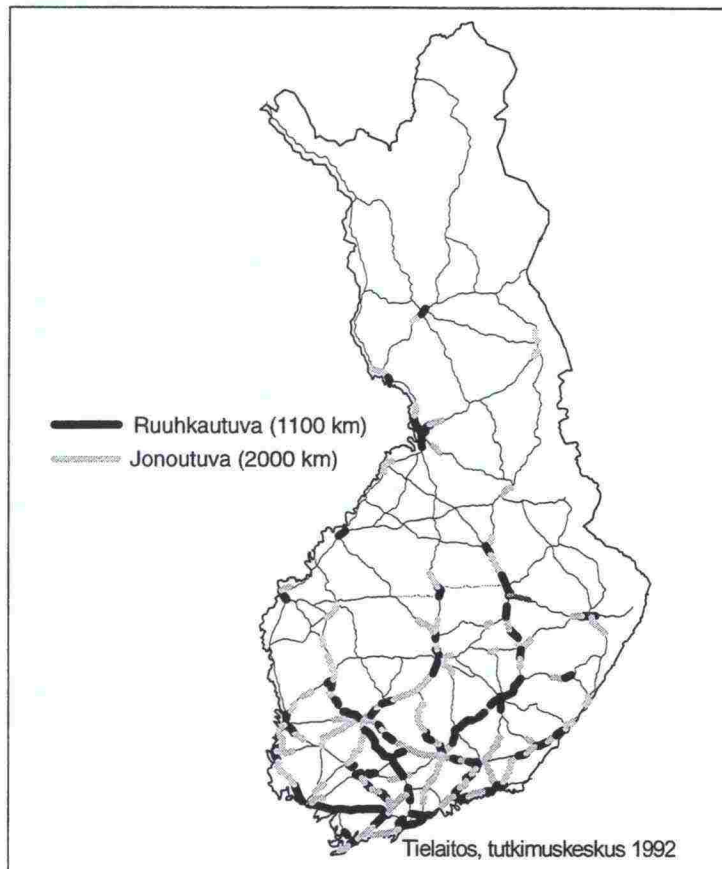 Ruuhkautuva (1100 km)
Jonoutuva (2000 km)
Tielaitos, tutkimuskeskus 1992